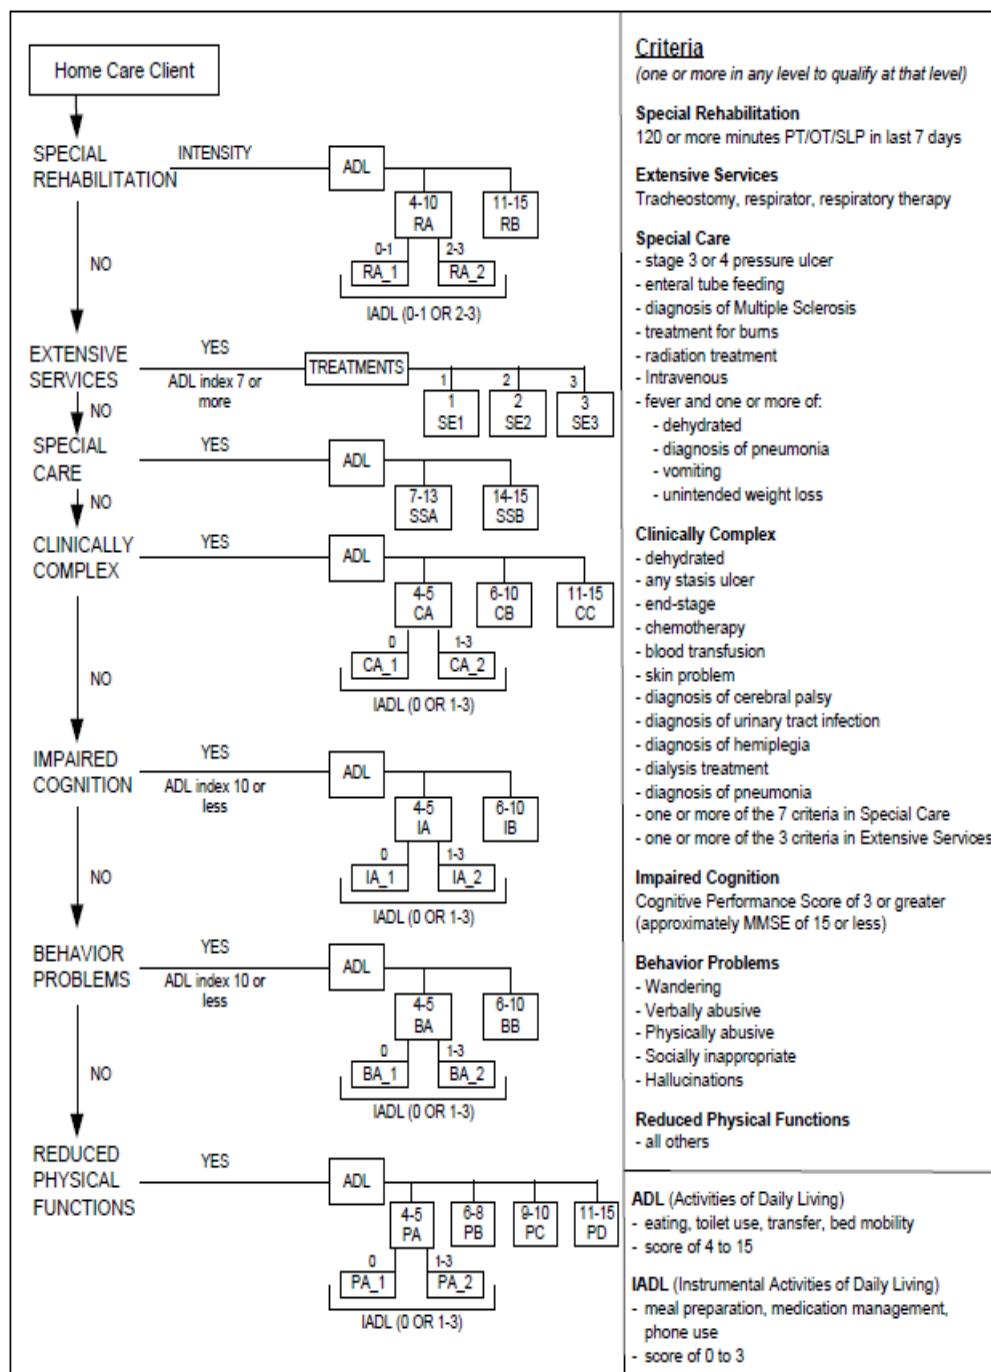 Home Care Client
SPECIAL
REHABILITATION
INTENSITY
ADL
4-10
RA
11-15
RB
0-1
2-3
RA_1
RA_2
IADL (0-1 OR 2-3)
NO
EXTENSIVE
SERVICES
YES
ADL index 7 or
more
TREATMENTS
1
2
3
1
SE1
2
SE2
3
SE3
NO
SPECIAL
CARE
YES
ADL
7-13
SSA
14-15
SSB
NO
CLINICALLY
COMPLEX
YES
ADL
4-5
CA
6-10
CB
11-15
CC
0
1-3
CA_1
CA_2
IADL (0 OR 1-3)
NO
IMPAIRED
COGNITION
YES
ADL index 10 or
less
ADL
4-5
IA
6-10
IB
0
1-3
IA_1
IA_2
IADL (0 OR 1-3)
NO
BEHAVIOR
PROBLEMS
YES
ADL index 10 or
less
ADL
4-5
BA
6-10
BB
0
1-3
BA_1
BA_2
IADL (0 OR 1-3)
NO
REDUCED
PHYSICAL
FUNCTIONS
YES
ADL
4-5
PA
6-8
PB
9-10
PC
11-15
PD
0
1-3
PA_1
PA_2
IADL (0 OR 1-3)
Criteria
(one or more in any level to qualify at that level)
Special Rehabilitation
120 or more minutes PT/OT/SLP in last 7 days
Extensive Services
Tracheostomy, respirator, respiratory therapy
Special Care
- stage 3 or 4 pressure ulcer
- enteral tube feeding
- diagnosis of Multiple Sclerosis
- treatment for burns
- radiation treatment
- Intravenous
- fever and one or more of:
- dehydrated
- diagnosis of pneumonia
- vomiting
- unintended weight loss
Clinically Complex
- dehydrated
- any stasis ulcer
- end-stage
- chemotherapy
- blood transfusion
- skin problem
- diagnosis of cerebral palsy
- diagnosis of urinary tract infection
- diagnosis of hemiplegia
- dialysis treatment
- diagnosis of pneumonia
- one or more of the 7 criteria in Special Care
- one or more of the 3 criteria in Extensive Services
Impaired Cognition
Cognitive Performance Score of 3 or greater
(approximately MMSE of 15 or less)
Behavior Problems
- Wandering
- Verbally abusive
- Physically abusive
- Socially inappropriate
- Hallucinations
Reduced Physical Functions
- all others
ADL (Activities of Daily Living)
- eating, toilet use, transfer, bed mobility
- score of 4 to 15
IADL (Instrumental Activities of Daily Living)
- meal preparation, medication management,
phone use
- score of 0 to 3